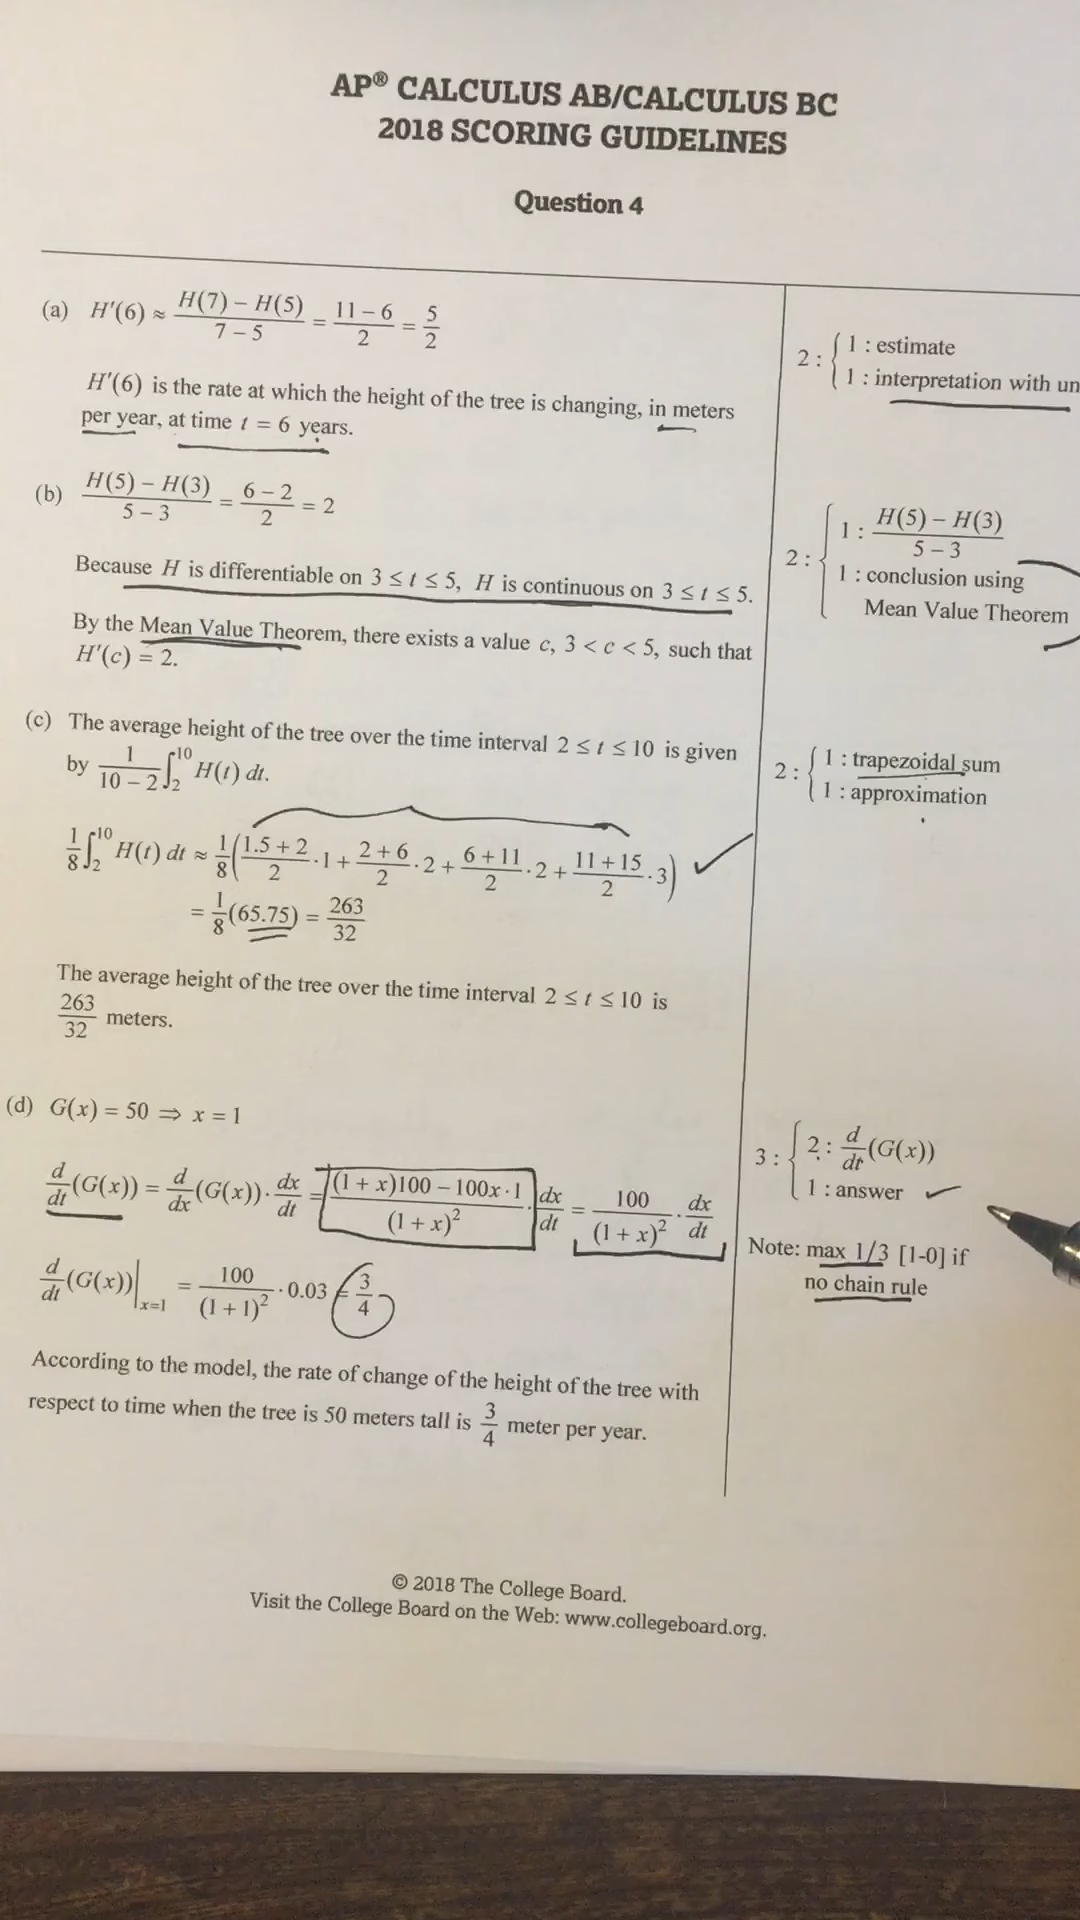 AP® CALCULUS AB/CALCULUS BC
2018 SCORING GUIDELINES
Question 4
(a) H′(6) ≈ (H(7) − H(5))/(7 − 5) = (11 − 6)/2 = 5/2
H′(6) is the rate at which the height of the tree is changing, in meters
per year, at time t = 6 years.
2 : { 1 : estimate
1 : interpretation with un
(b) (H(5) − H(3))/(5 − 3) = (6 − 2)/2 = 2
Because H is differentiable on 3 ≤ t ≤ 5, H is continuous on 3 ≤ t ≤ 5.
By the Mean Value Theorem, there exists a value c, 3 < c < 5, such that
H′(c) = 2.
2 : { 1 : (H(5) − H(3))/(5 − 3)
1 : conclusion using
Mean Value Theorem
(c) The average height of the tree over the time interval 2 ≤ t ≤ 10 is given
by 1/(10 − 2) ∫₂¹⁰ H(t) dt.
1/8 ∫₂¹⁰ H(t) dt ≈ 1/8((1.5 + 2)/2 · 1 + (2 + 6)/2 · 2 + (6 + 11)/2 · 2 + (11 + 15)/2 · 3)
= 1/8(65.75) = 263/32
The average height of the tree over the time interval 2 ≤ t ≤ 10 is
263/32 meters.
2 : { 1 : trapezoidal sum
1 : approximation
(d) G(x) = 50 ⇒ x = 1
d/dt(G(x)) = d/dx(G(x)) · dx/dt = ((1 + x)100 − 100x · 1)/(1 + x)² · dx/dt = 100/(1 + x)² · dx/dt
d/dt(G(x))|x=1 = 100/(1 + 1)² · 0.03 = 3/4
According to the model, the rate of change of the height of the tree with
respect to time when the tree is 50 meters tall is 3/4 meter per year.
3 : { 2 : d/dt(G(x))
1 : answer
Note: max 1/3 [1-0] if
no chain rule
© 2018 The College Board.
Visit the College Board on the Web: www.collegeboard.org.